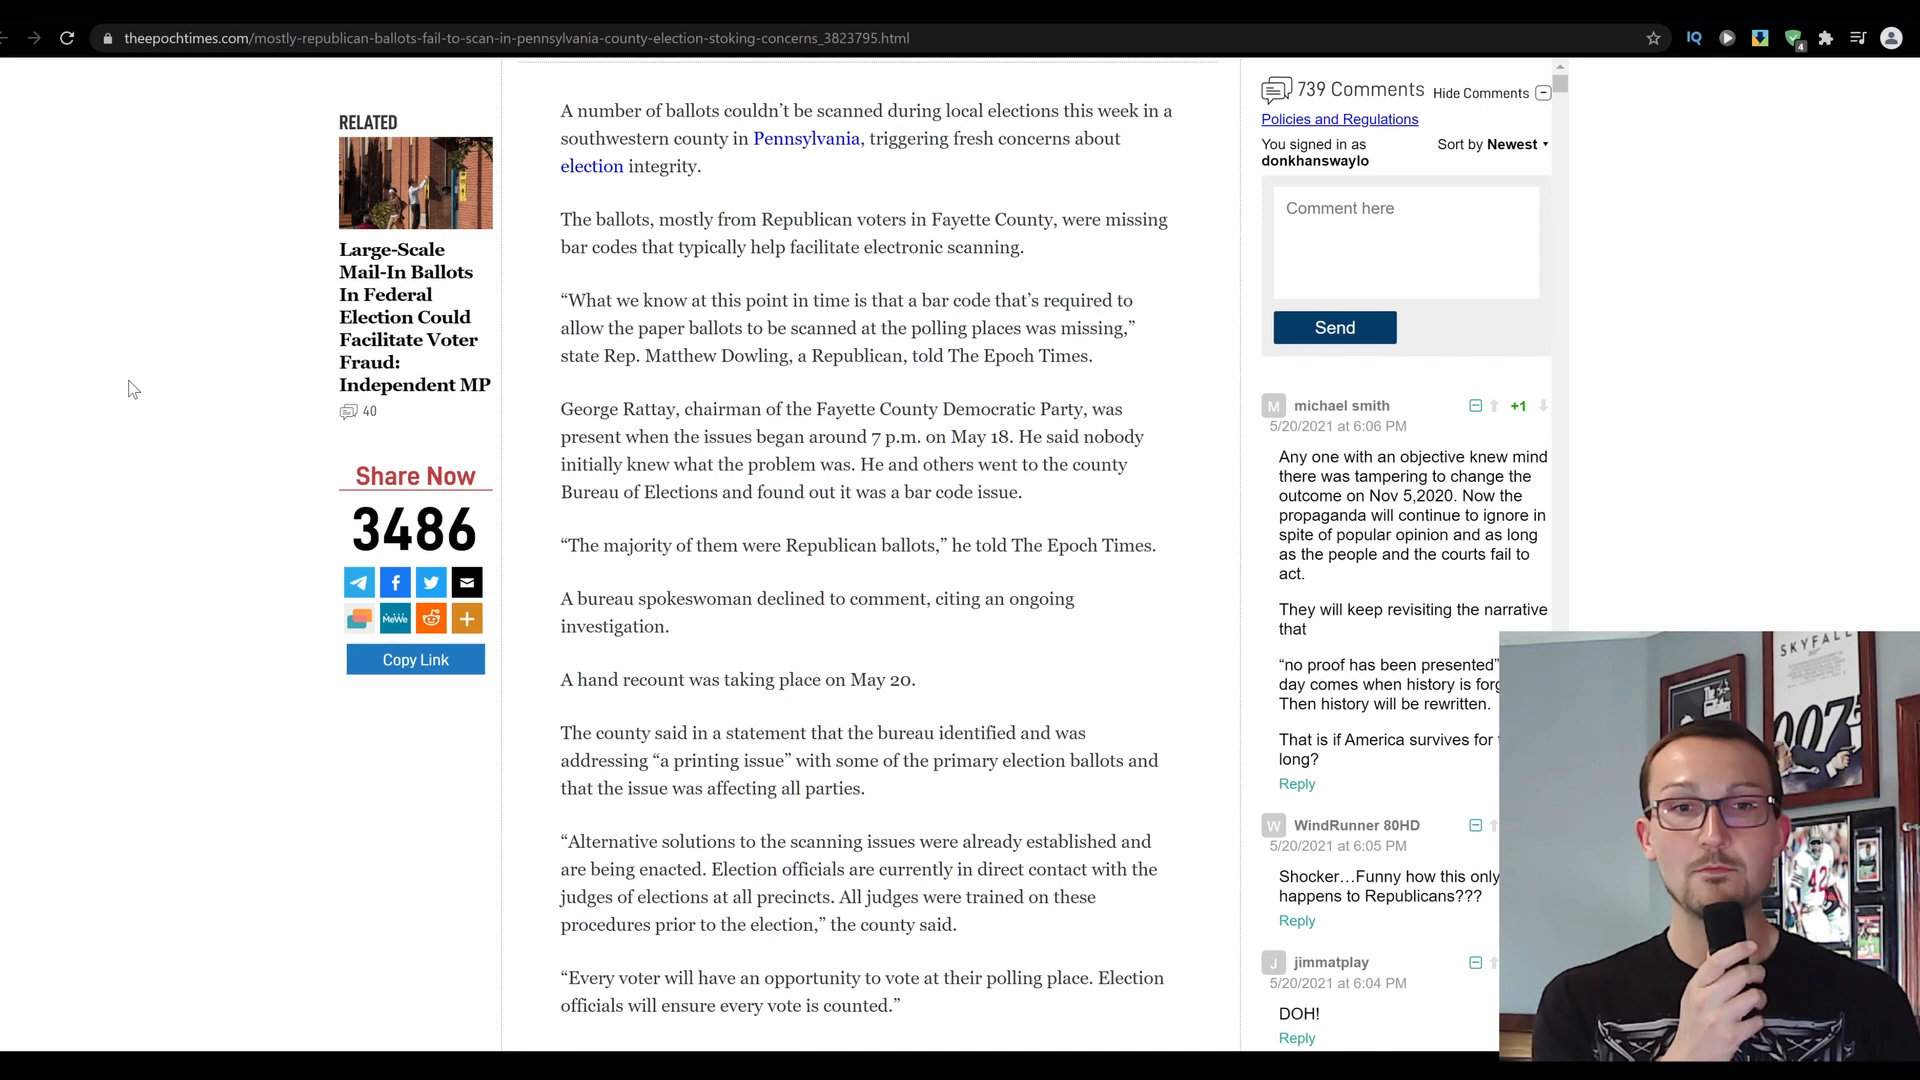 theepochtimes.com/mostly-republican-ballots-fail-to-scan-in-pennsylvania-county-election-stoking-concerns_3823795.html
IQ
4
RELATED
Large-Scale
Mail-In Ballots
In Federal
Election Could
Facilitate Voter
Fraud:
Independent MP
40
Share Now
3486
MeWe
Copy Link
A number of ballots couldn’t be scanned during local elections this week in a
southwestern county in Pennsylvania, triggering fresh concerns about
election integrity.
The ballots, mostly from Republican voters in Fayette County, were missing
bar codes that typically help facilitate electronic scanning.
“What we know at this point in time is that a bar code that’s required to
allow the paper ballots to be scanned at the polling places was missing,”
state Rep. Matthew Dowling, a Republican, told The Epoch Times.
George Rattay, chairman of the Fayette County Democratic Party, was
present when the issues began around 7 p.m. on May 18. He said nobody
initially knew what the problem was. He and others went to the county
Bureau of Elections and found out it was a bar code issue.
“The majority of them were Republican ballots,” he told The Epoch Times.
A bureau spokeswoman declined to comment, citing an ongoing
investigation.
A hand recount was taking place on May 20.
The county said in a statement that the bureau identified and was
addressing “a printing issue” with some of the primary election ballots and
that the issue was affecting all parties.
“Alternative solutions to the scanning issues were already established and
are being enacted. Election officials are currently in direct contact with the
judges of elections at all precincts. All judges were trained on these
procedures prior to the election,” the county said.
“Every voter will have an opportunity to vote at their polling place. Election
officials will ensure every vote is counted.”
739 Comments Hide Comments
Policies and Regulations
You signed in as Sort by Newest
donkhanswaylo
Comment here
Send
M michael smith +1
5/20/2021 at 6:06 PM
Any one with an objective knew mind
there was tampering to change the
outcome on Nov 5,2020. Now the
propaganda will continue to ignore in
spite of popular opinion and as long
as the people and the courts fail to
act.
They will keep revisiting the narrative
that
“no proof has been presented”
day comes when history is forg
Then history will be rewritten.
That is if America survives for
long?
Reply
W WindRunner 80HD
5/20/2021 at 6:05 PM
Shocker…Funny how this only
happens to Republicans???
Reply
J jimmatplay
5/20/2021 at 6:04 PM
DOH!
Reply
SKYFALL
007
42